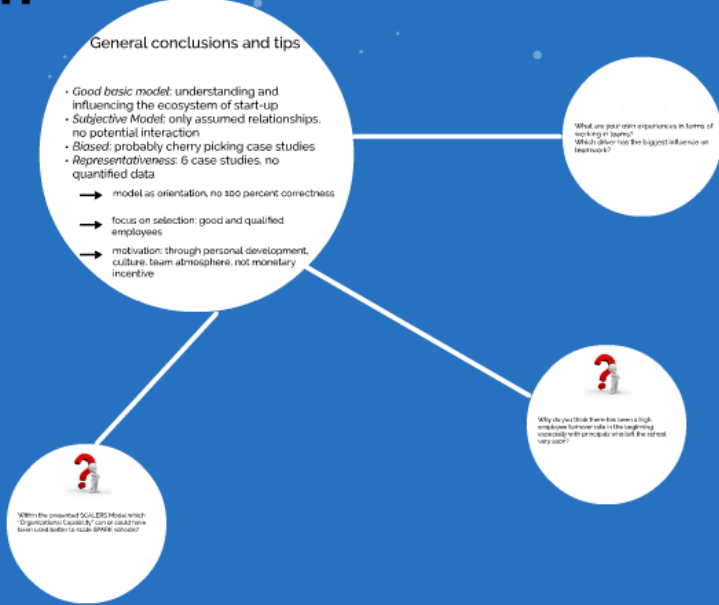 General conclusions and tips
· Good basic model: understanding and
influencing the ecosystem of start-up
· Subjective Model: only assumed relationships,
no potential interaction
· Biased: probably cherry picking case studies
· Representativeness: 6 case studies, no
quantified data
model as orientation, no 100 percent correctness
focus on selection: good and qualified
employees
motivation: through personal development,
culture, team atmosphere, not monetary
incentive
What are your own experiences in terms of
working in teams?
Which driver has the biggest influence on
teamwork?
Why do you think there has been a high
employee turnover rate in the beginning
especially with principals who left the school
very soon?
Within the presented SCALERS Model which
"Organizational Capability" can or could have
been used better to scale SPARK schools?